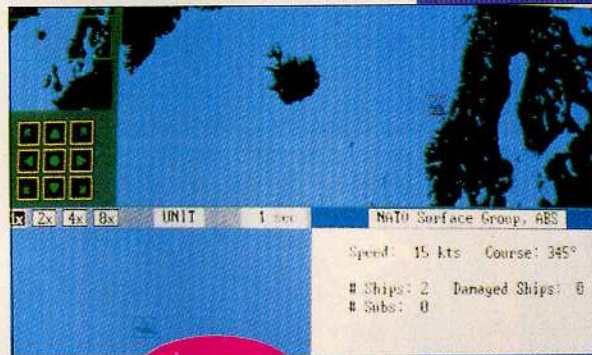 1x 2x 4x 8x UNIT 1 sec NATO Surface Group, ABS
Speed: 15 kts Course: 345°
# Ships: 2 Damaged Ships: 0
# Subs: 0